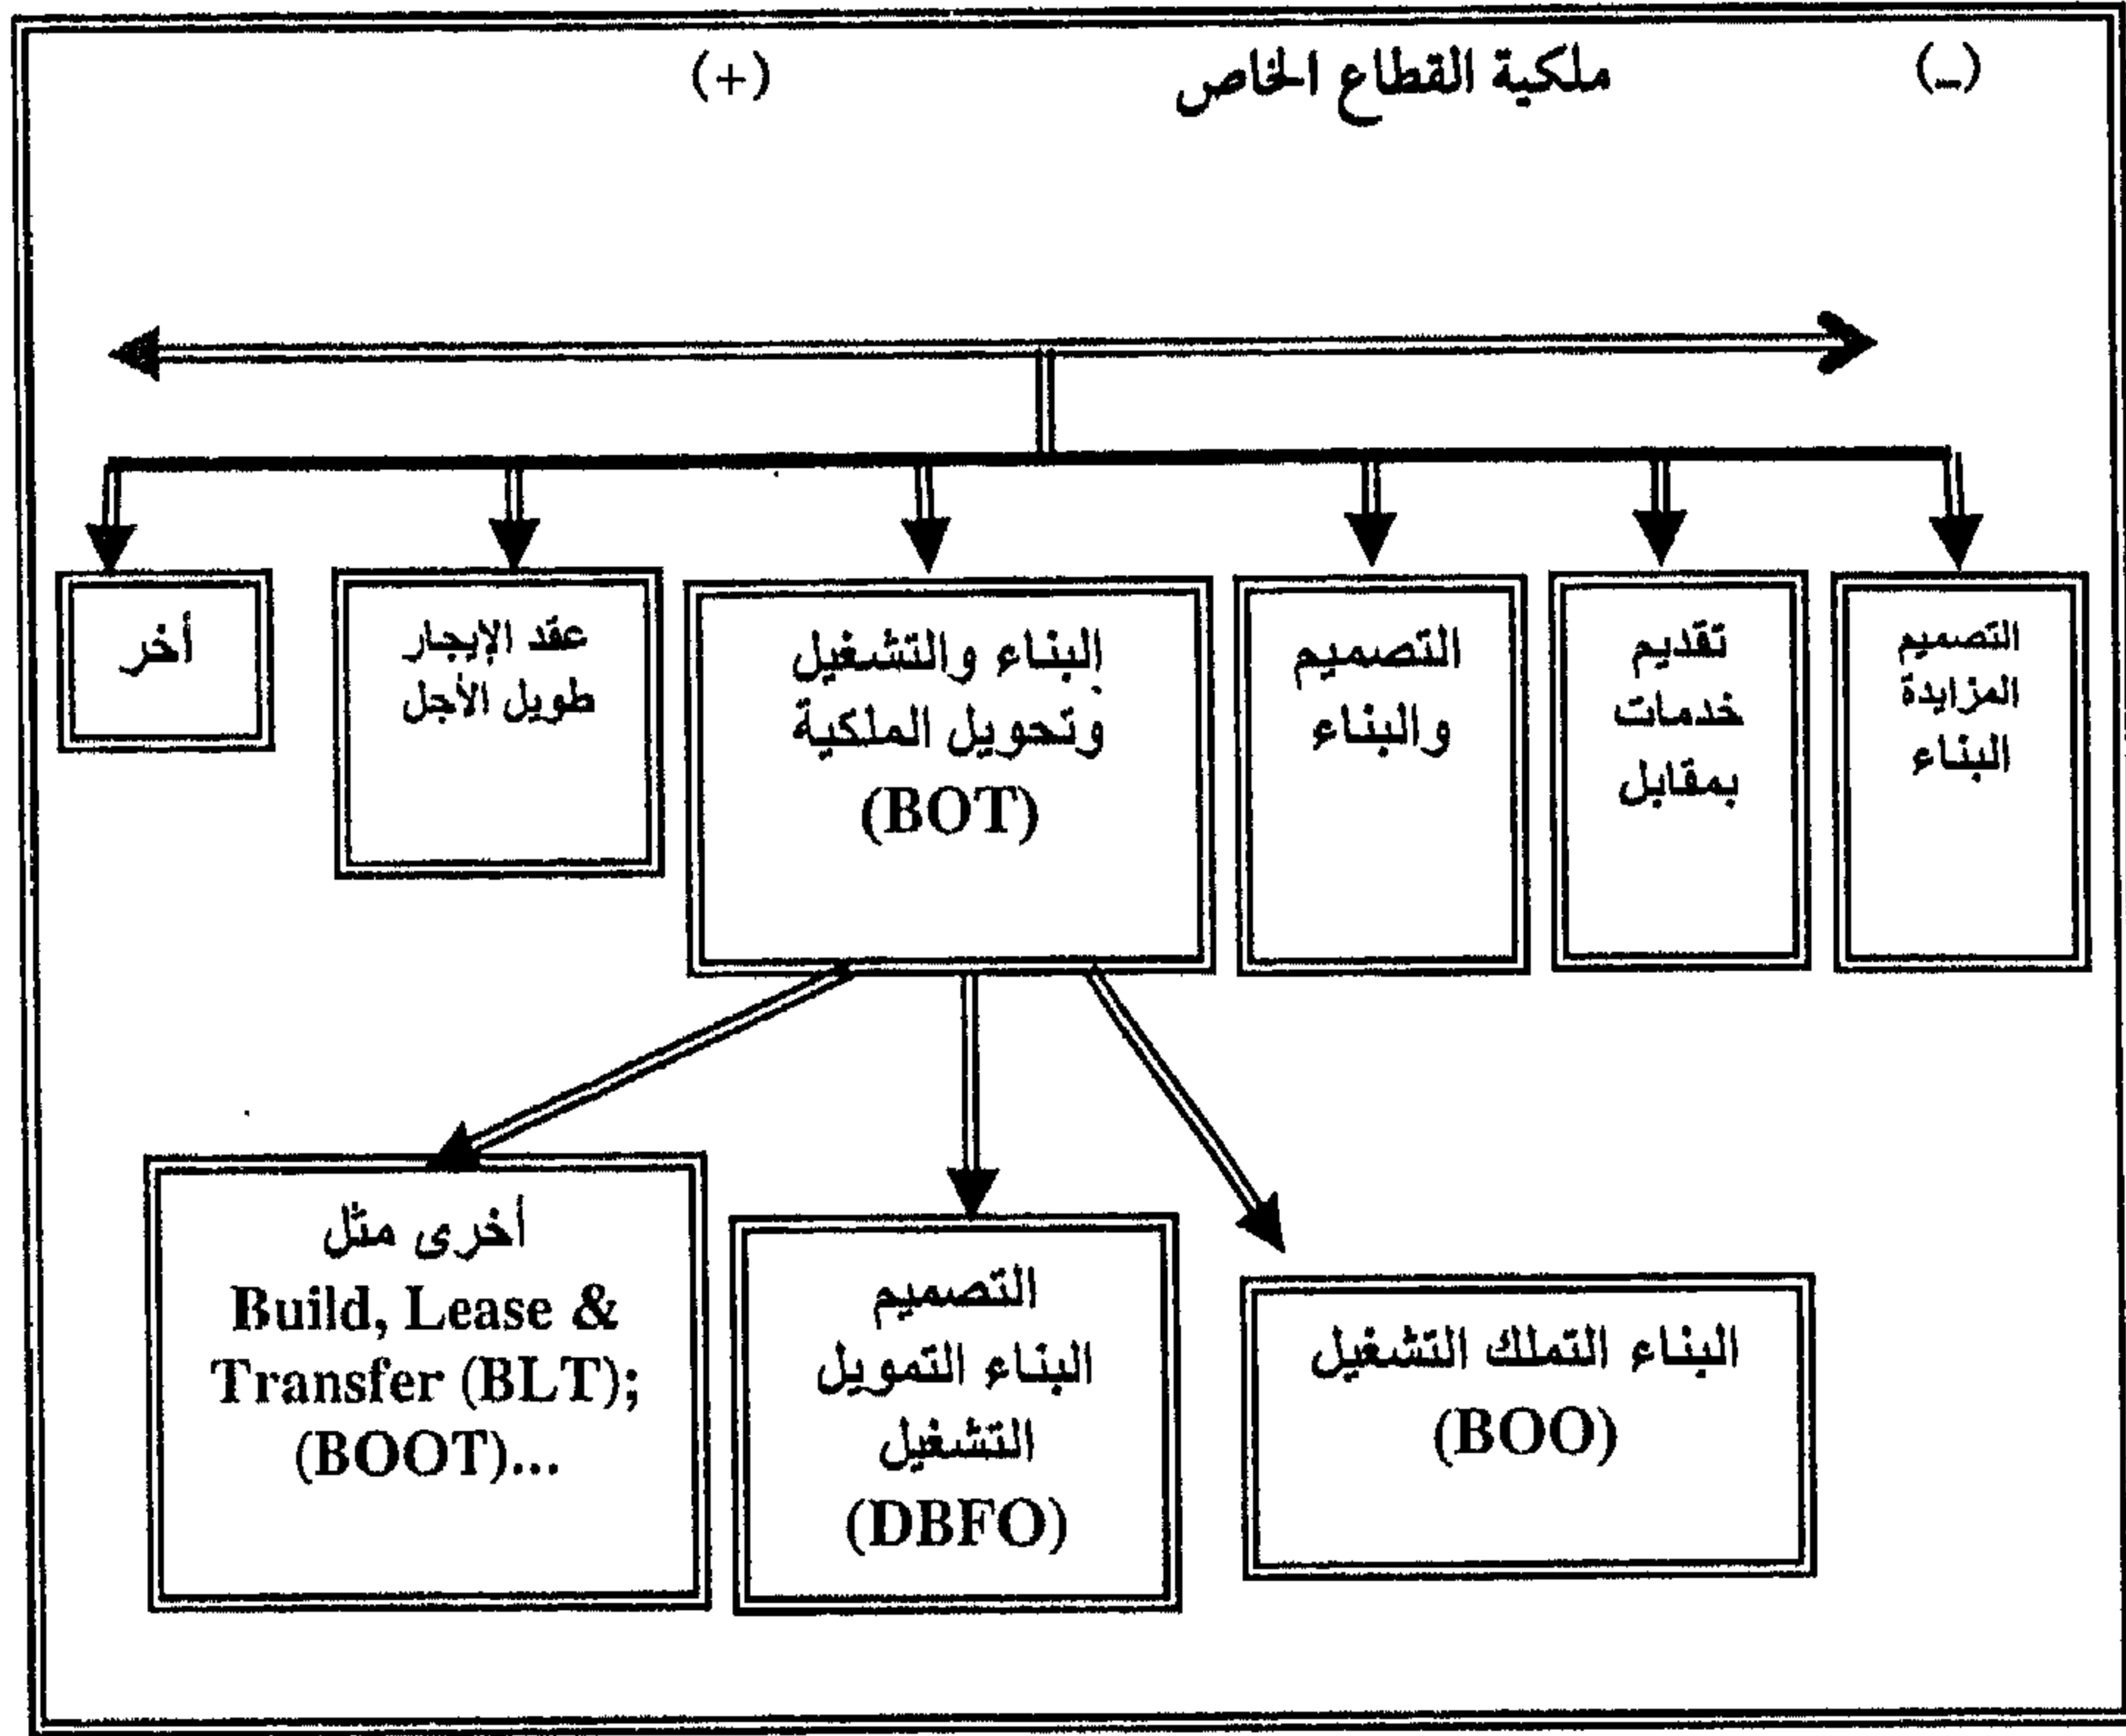 (-) ملكية القطاع الخاص (+)
التصميم
المزايدة
البناء
تقديم
خدمات
بمقابل
التصميم
والبناء
البناء والتشغيل
وتحويل الملكية
(BOT)
عقد الإيجار
طويل الأجل
أخر
البناء التملك التشغيل
(BOO)
التصميم
البناء التمويل
التشغيل
(DBFO)
أخرى مثل
Build, Lease &
Transfer (BLT);
(BOOT)...